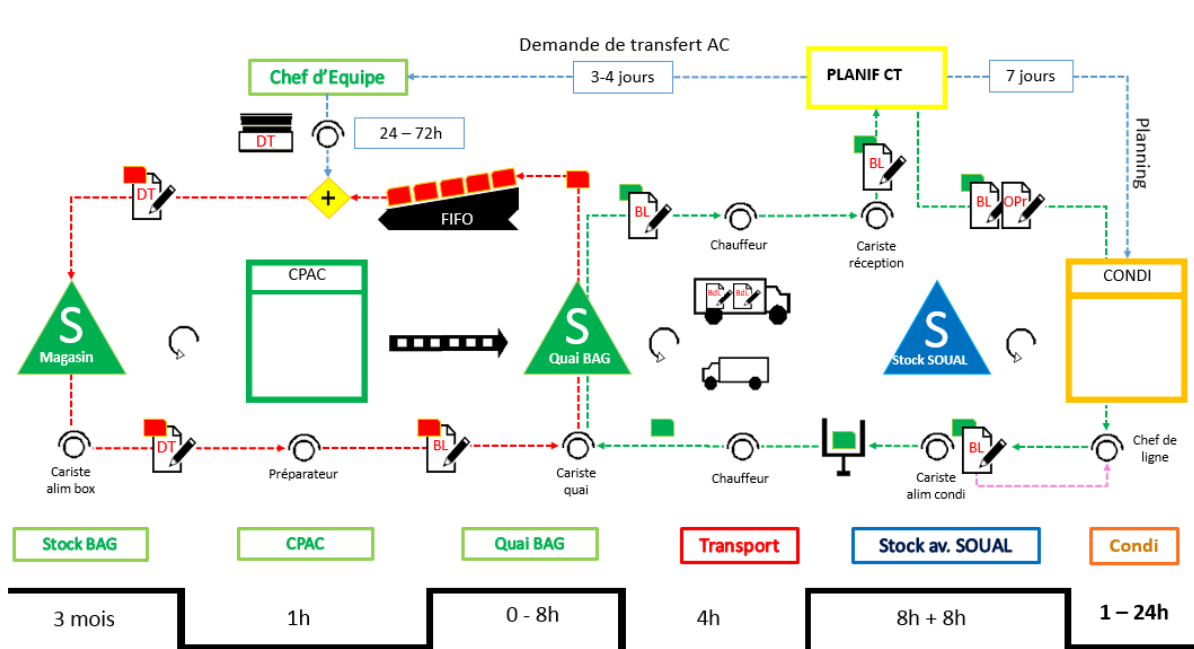 Demande de transfert AC
Chef d'Equipe
3-4 jours
PLANIF CT
7 jours
DT
24 – 72h
Planning
DT
FIFO
BL
BL
BL
OPr
Chauffeur
Cariste
réception
CPAC
CONDI
BdL
BdL
S
Magasin
S
Quai BAG
S
Stock SOUAL
DT
BL
BL
Cariste
alim box
Préparateur
Cariste
quai
Chauffeur
Cariste
alim condi
Chef de
ligne
Stock BAG
CPAC
Quai BAG
Transport
Stock av. SOUAL
Condi
3 mois
1h
0 - 8h
4h
8h + 8h
1 – 24h